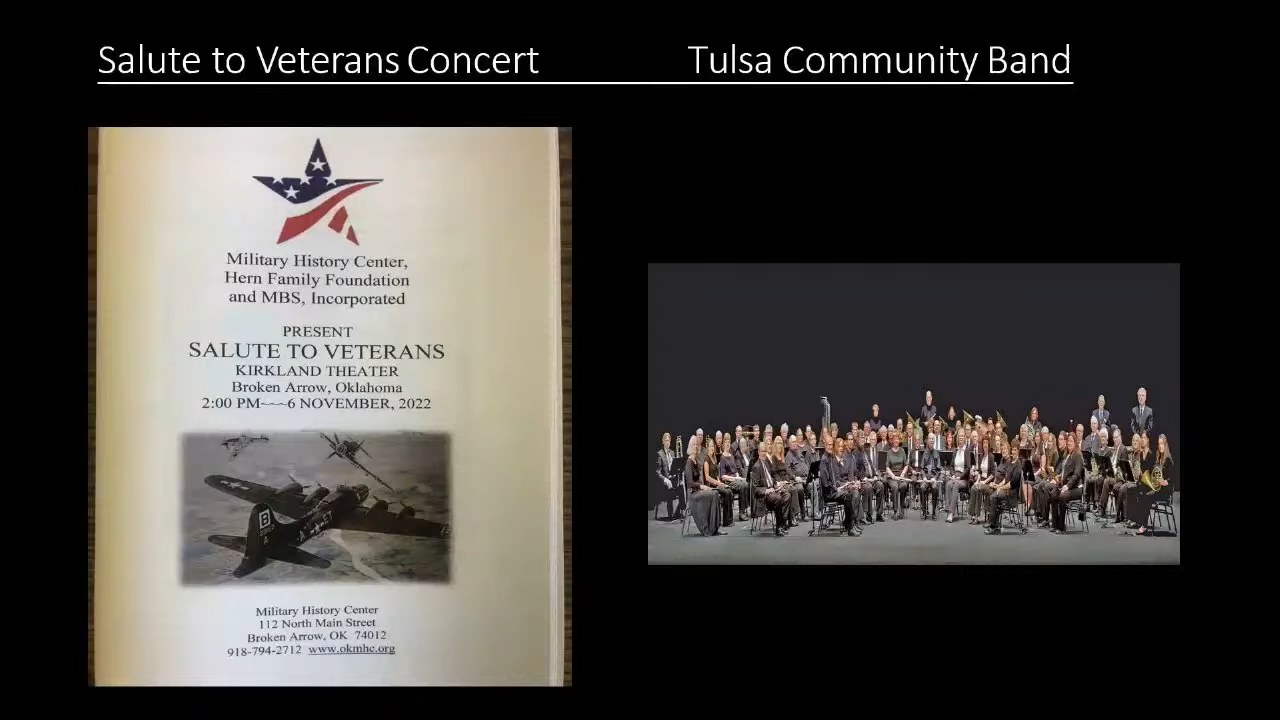 Salute to Veterans Concert
Tulsa Community Band
Military History Center,
Hern Family Foundation
and MBS, Incorporated
PRESENT
SALUTE TO VETERANS
KIRKLAND THEATER
Broken Arrow, Oklahoma
2:00 PM~~~6 NOVEMBER, 2022
B
Military History Center
112 North Main Street
Broken Arrow, OK 74012
918-794-2712 www.okmhc.org